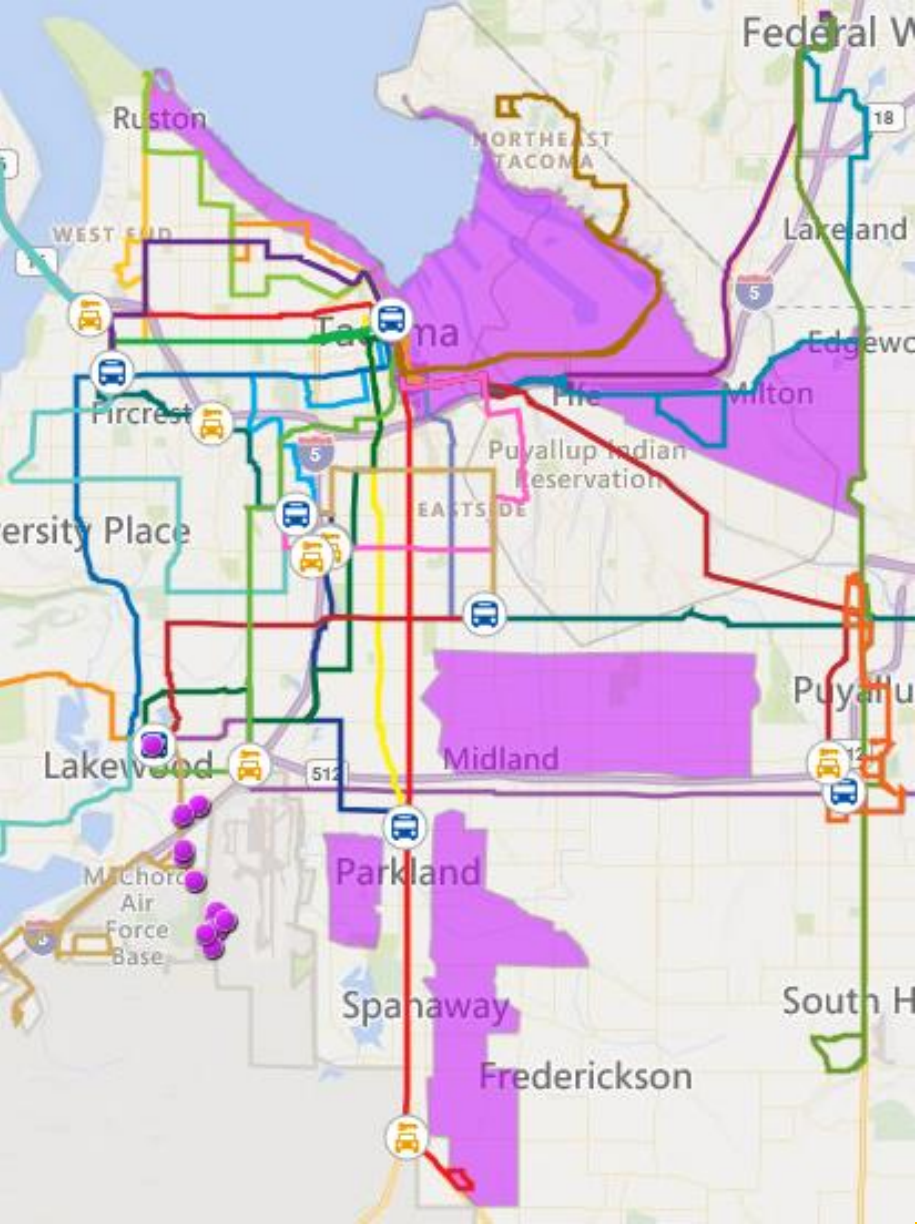 Federal W
Ruston
18
NORTHEAST
TACOMA
WEST END
Lakeland
16
5
Tacoma
Edgewo
Fife
Milton
Fircrest
5
Puyallup Indian
Reservation
EASTSIDE
ersity Place
Puyallu
Lakewood
Midland
512
Parkland
McChord
Air
Force
Base
Spanaway
South H
Frederickson